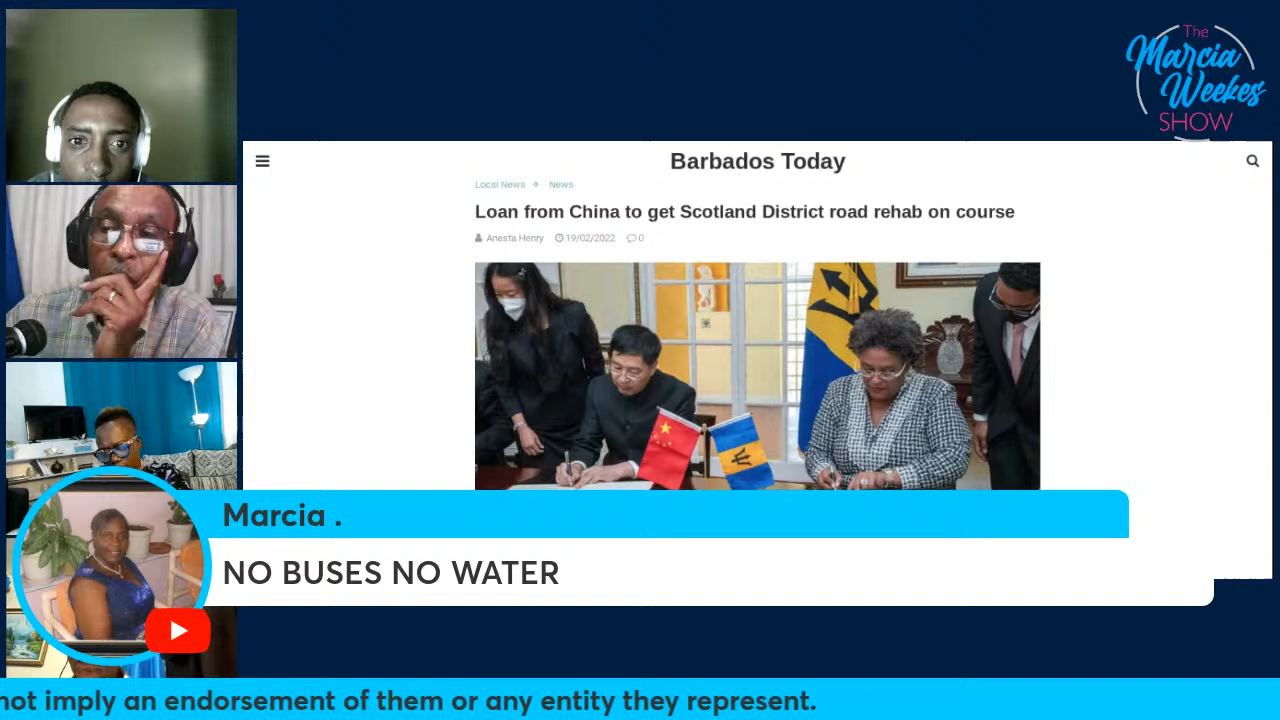 The
Marcia
Weekes
SHOW
Barbados Today
Local News ❖ News
Loan from China to get Scotland District road rehab on course
Anesta Henry 19/02/2022 0
Marcia .
NO BUSES NO WATER
not imply an endorsement of them or any entity they represent.